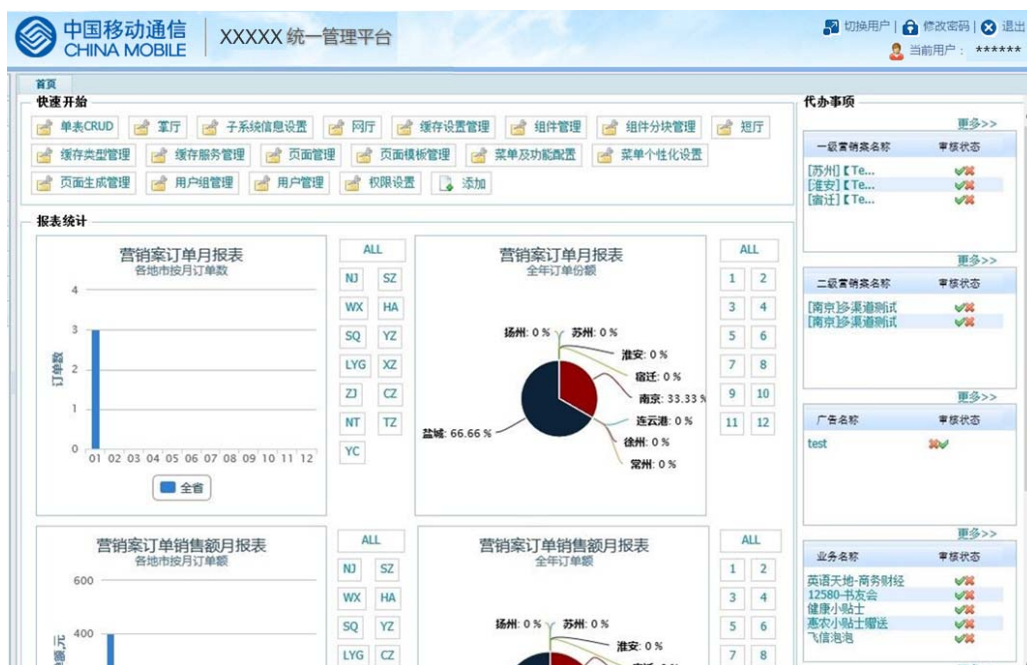 中国移动通信
CHINA MOBILE
XXXXX 统一管理平台
切换用户 | 修改密码 | 退出
当前用户： ******
首页
快速开始
单表CRUD 掌厅 子系统信息设置 网厅 缓存设置管理 组件管理 组件分块管理 短厅
缓存类型管理 缓存服务管理 页面管理 页面模板管理 菜单及功能配置 菜单个性化设置
页面生成管理 用户组管理 用户管理 权限设置 添加
报表统计
营销案订单月报表
各地市按月订单数
4
3
2
1
0
订单数
01 02 03 04 05 06 07 08 09 10 11 12
全省
ALL
NJ SZ
WX HA
SQ YZ
LYG XZ
ZJ CZ
NT TZ
YC
营销案订单月报表
全年订单份额
扬州: 0 % 苏州: 0 %
淮安: 0 %
宿迁: 0 %
南京: 33.33 %
连云港: 0 %
盐城: 66.66 %
徐州: 0 %
常州: 0 %
ALL
1 2
3 4
5 6
7 8
9 10
11 12
营销案订单销售额月报表
各地市按月订单额
600
400
额,元
ALL
NJ SZ
WX HA
SQ YZ
LYG CZ
营销案订单销售额月报表
全年订单额
扬州: 0 % 苏州: 0 %
淮安: 0 %
ALL
1 2
3 4
5 6
7 8
代办事项
更多>>
一级营销案名称 审核状态
[苏州]【Te...
[淮安]【Te...
[宿迁]【Te...
更多>>
二级营销案名称 审核状态
[南京]多渠道测试
[南京]多渠道测试
更多>>
广告名称 审核状态
test
更多>>
业务名称 审核状态
英语天地-商务财经
12580-书友会
健康小贴士
惠农小贴士赠送
飞信泡泡